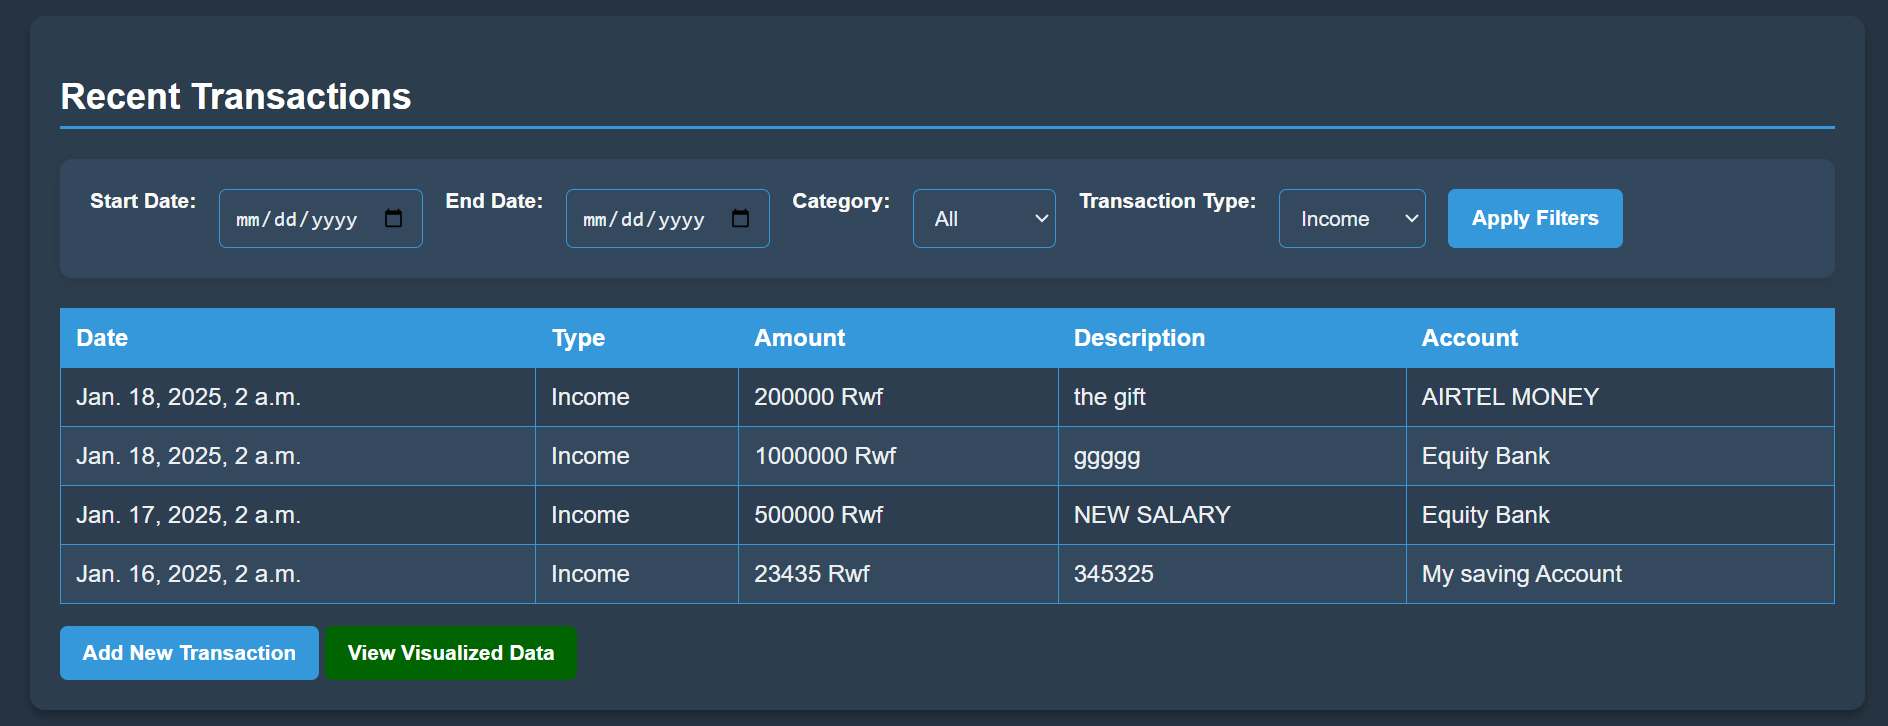 Recent Transactions
Start Date: mm/dd/yyyy End Date: mm/dd/yyyy Category: All Transaction Type: Income Apply Filters
Date Type Amount Description Account
Jan. 18, 2025, 2 a.m. Income 200000 Rwf the gift AIRTEL MONEY
Jan. 18, 2025, 2 a.m. Income 1000000 Rwf ggggg Equity Bank
Jan. 17, 2025, 2 a.m. Income 500000 Rwf NEW SALARY Equity Bank
Jan. 16, 2025, 2 a.m. Income 23435 Rwf 345325 My saving Account
Add New Transaction View Visualized Data